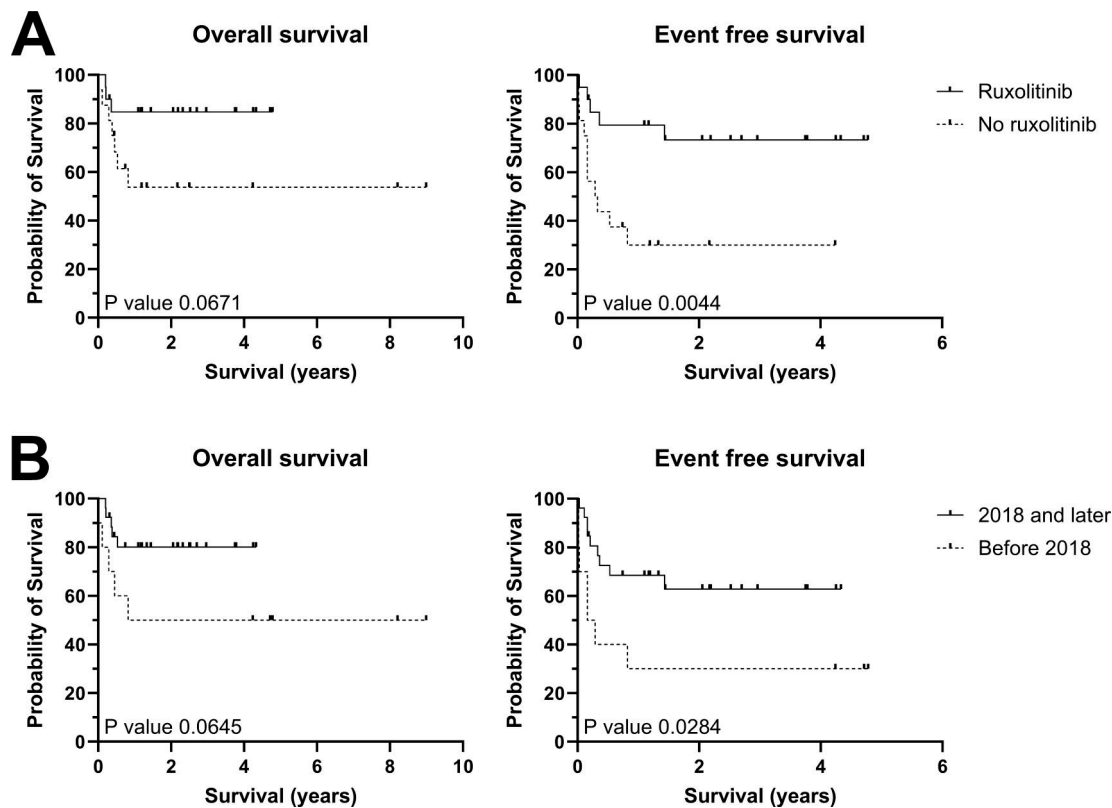 A
Overall survival
Probability of Survival
100
80
60
40
20
0
P value 0.0671
0 2 4 6 8 10
Survival (years)
Event free survival
Probability of Survival
100
80
60
40
20
0
P value 0.0044
0 2 4 6
Survival (years)
Ruxolitinib
No ruxolitinib
B
Overall survival
Probability of Survival
100
80
60
40
20
0
P value 0.0645
0 2 4 6 8 10
Survival (years)
Event free survival
Probability of Survival
100
80
60
40
20
0
P value 0.0284
0 2 4 6
Survival (years)
2018 and later
Before 2018